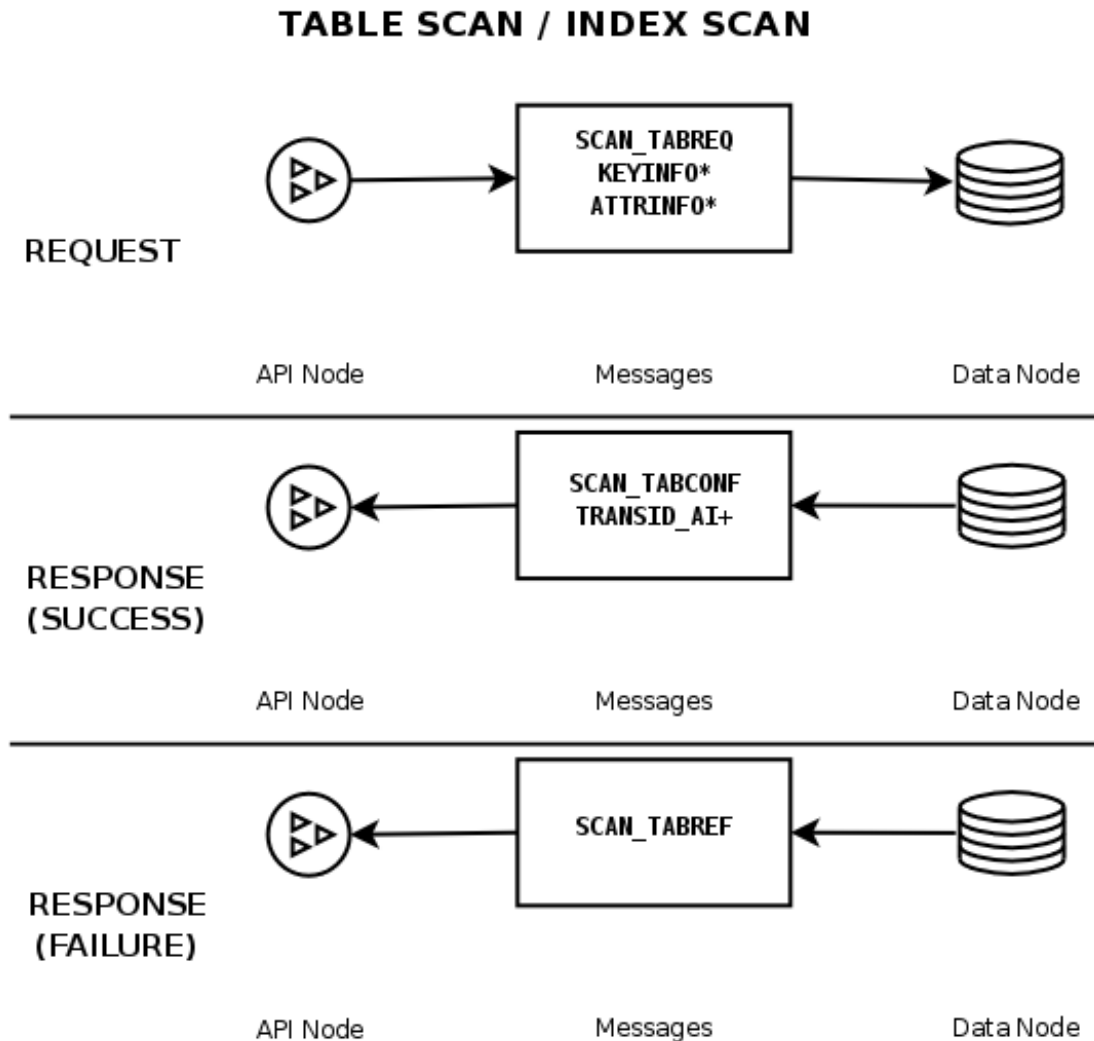 TABLE SCAN / INDEX SCAN
SCAN_TABREQ
KEYINFO*
ATTRINFO*
REQUEST
API Node Messages Data Node
SCAN_TABCONF
TRANSID_AI+
RESPONSE
(SUCCESS)
API Node Messages Data Node
SCAN_TABREF
RESPONSE
(FAILURE)
API Node Messages Data Node